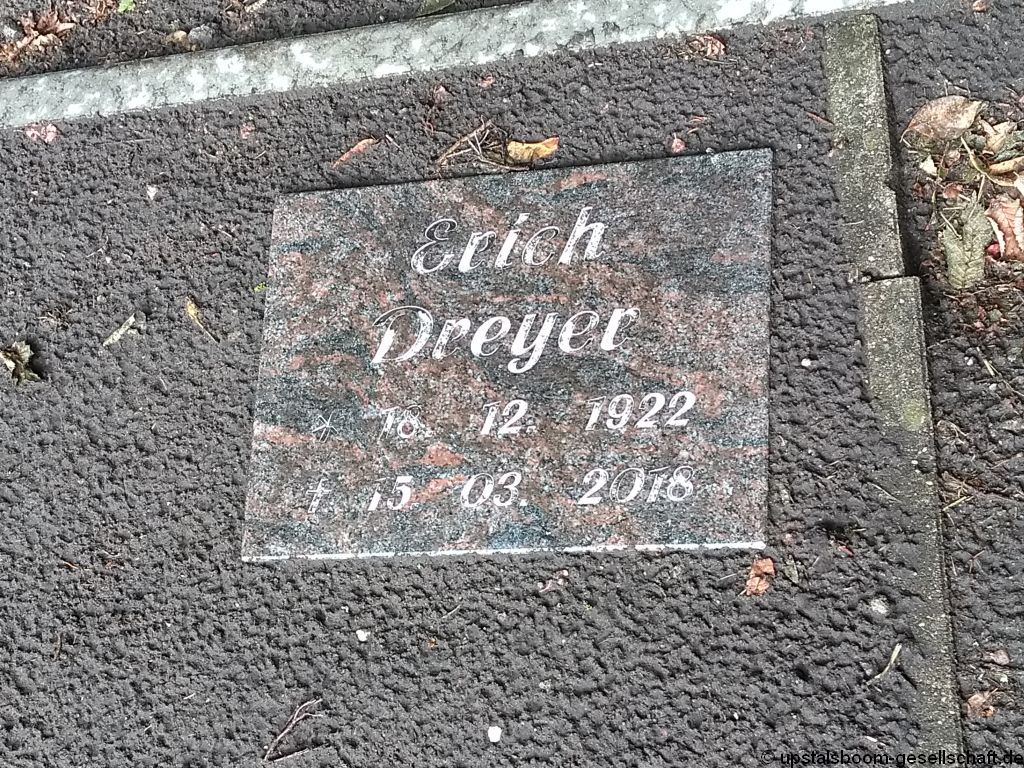 Erich
Dreyer
* 18. 12. 1922
† 15 03. 2018
© upstalsboom-gesellschaft.de